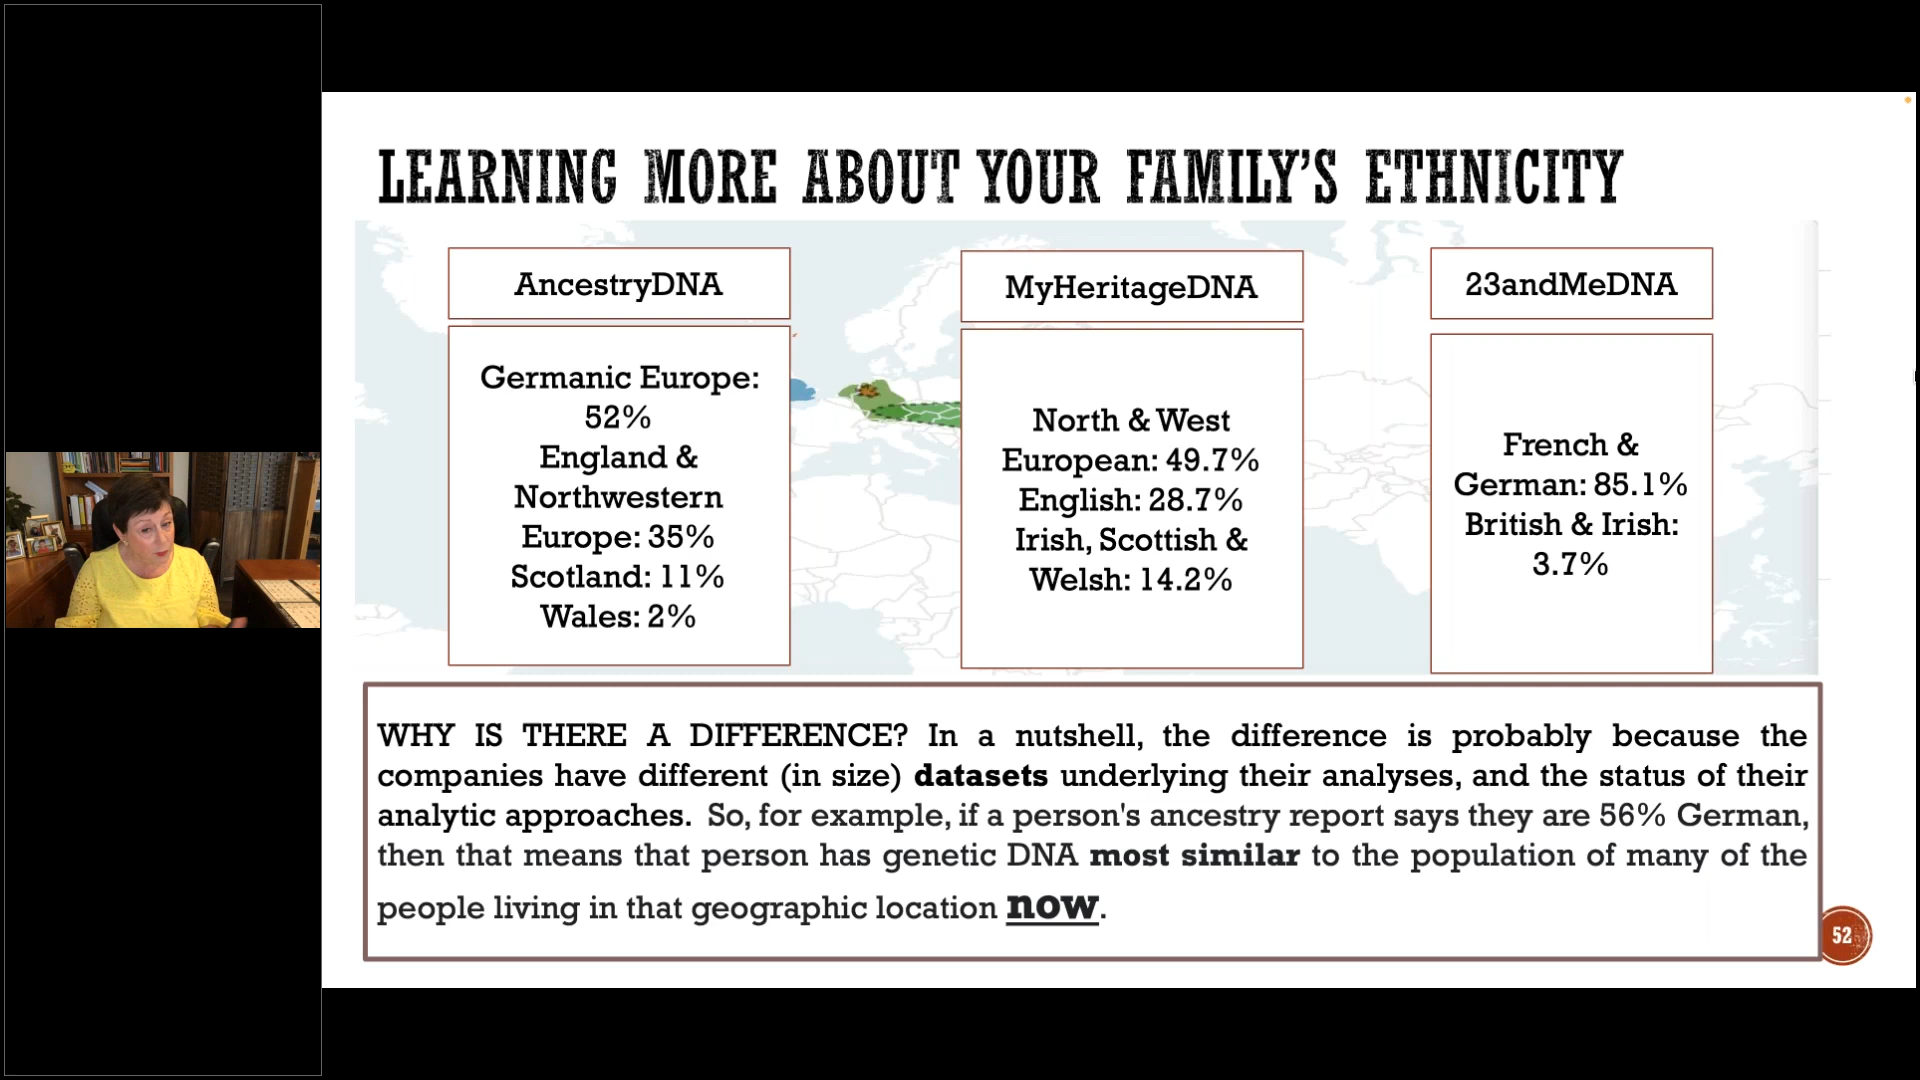 LEARNING MORE ABOUT YOUR FAMILY'S ETHNICITY
AncestryDNA
Germanic Europe:
52%
England &
Northwestern
Europe: 35%
Scotland: 11%
Wales: 2%
MyHeritageDNA
North & West
European: 49.7%
English: 28.7%
Irish, Scottish &
Welsh: 14.2%
23andMeDNA
French &
German: 85.1%
British & Irish:
3.7%
WHY IS THERE A DIFFERENCE? In a nutshell, the difference is probably because the
companies have different (in size) datasets underlying their analyses, and the status of their
analytic approaches. So, for example, if a person's ancestry report says they are 56% German,
then that means that person has genetic DNA most similar to the population of many of the
people living in that geographic location now.
52